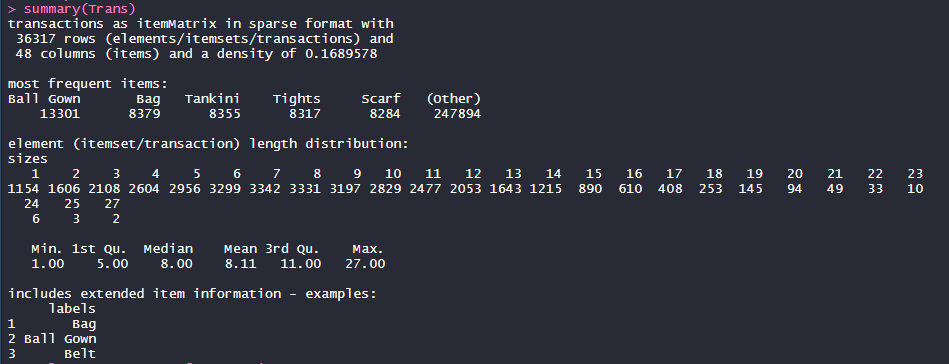 > summary(Trans)
transactions as itemMatrix in sparse format with
 36317 rows (elements/itemsets/transactions) and
 48 columns (items) and a density of 0.1689578

most frequent items:
Ball Gown       Bag   Tankini    Tights     Scarf   (Other)
    13301      8379      8355      8317      8284    247894

element (itemset/transaction) length distribution:
sizes
   1    2    3    4    5    6    7    8    9   10   11   12   13   14   15   16   17   18   19   20   21   22   23
1154 1606 2108 2604 2956 3299 3342 3331 3197 2829 2477 2053 1643 1215  890  610  408  253  145   94   49   33   10
  24   25   27
   6    3    2

   Min. 1st Qu.  Median    Mean 3rd Qu.    Max.
   1.00    5.00    8.00    8.11   11.00   27.00

includes extended item information - examples:
     labels
1       Bag
2 Ball Gown
3      Belt